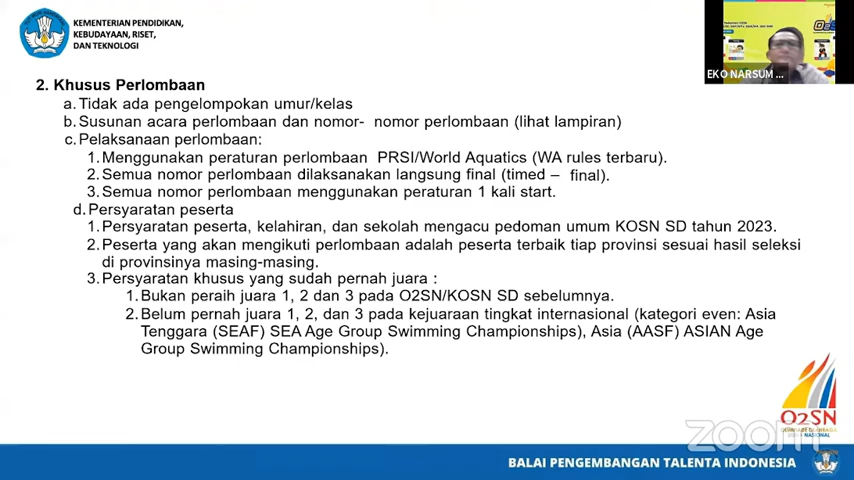 KEMENTERIAN PENDIDIKAN,
KEBUDAYAAN, RISET,
DAN TEKNOLOGI
EKO NARSUM ...
2. Khusus Perlombaan
a. Tidak ada pengelompokan umur/kelas
b. Susunan acara perlombaan dan nomor- nomor perlombaan (lihat lampiran)
c. Pelaksanaan perlombaan:
1. Menggunakan peraturan perlombaan PRSI/World Aquatics (WA rules terbaru).
2. Semua nomor perlombaan dilaksanakan langsung final (timed – final).
3. Semua nomor perlombaan menggunakan peraturan 1 kali start.
d. Persyaratan peserta
1. Persyaratan peserta, kelahiran, dan sekolah mengacu pedoman umum KOSN SD tahun 2023.
2. Peserta yang akan mengikuti perlombaan adalah peserta terbaik tiap provinsi sesuai hasil seleksi
di provinsinya masing-masing.
3. Persyaratan khusus yang sudah pernah juara :
1. Bukan peraih juara 1, 2 dan 3 pada O2SN/KOSN SD sebelumnya.
2. Belum pernah juara 1, 2, dan 3 pada kejuaraan tingkat internasional (kategori even: Asia
Tenggara (SEAF) SEA Age Group Swimming Championships), Asia (AASF) ASIAN Age
Group Swimming Championships).
O2SN
zoom
BALAI PENGEMBANGAN TALENTA INDONESIA